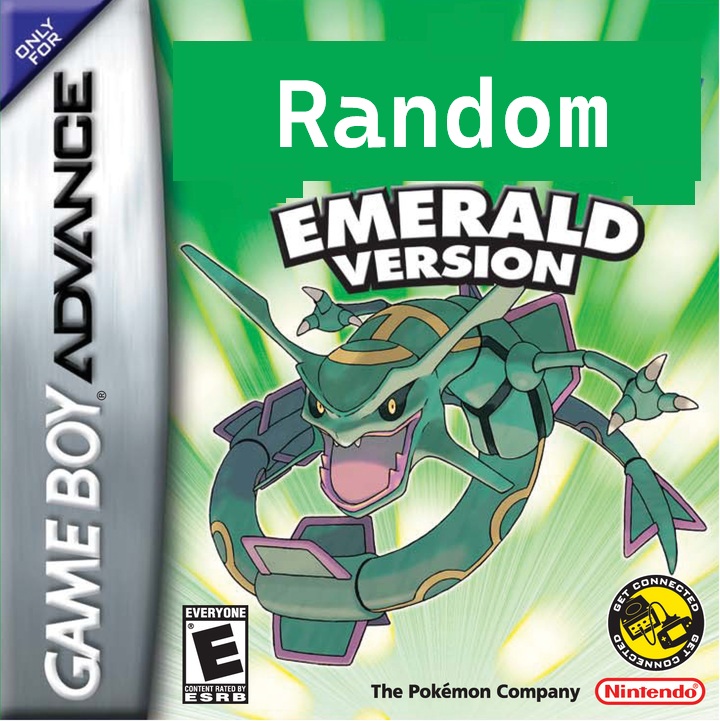 ONLY
FOR
GAME BOY ADVANCE
®
Random
EMERALD
VERSION
EVERYONE
®
E
CONTENT RATED BY
ESRB
GET CONNECTED
GET CONNECTED
The Pokémon Company
Nintendo®